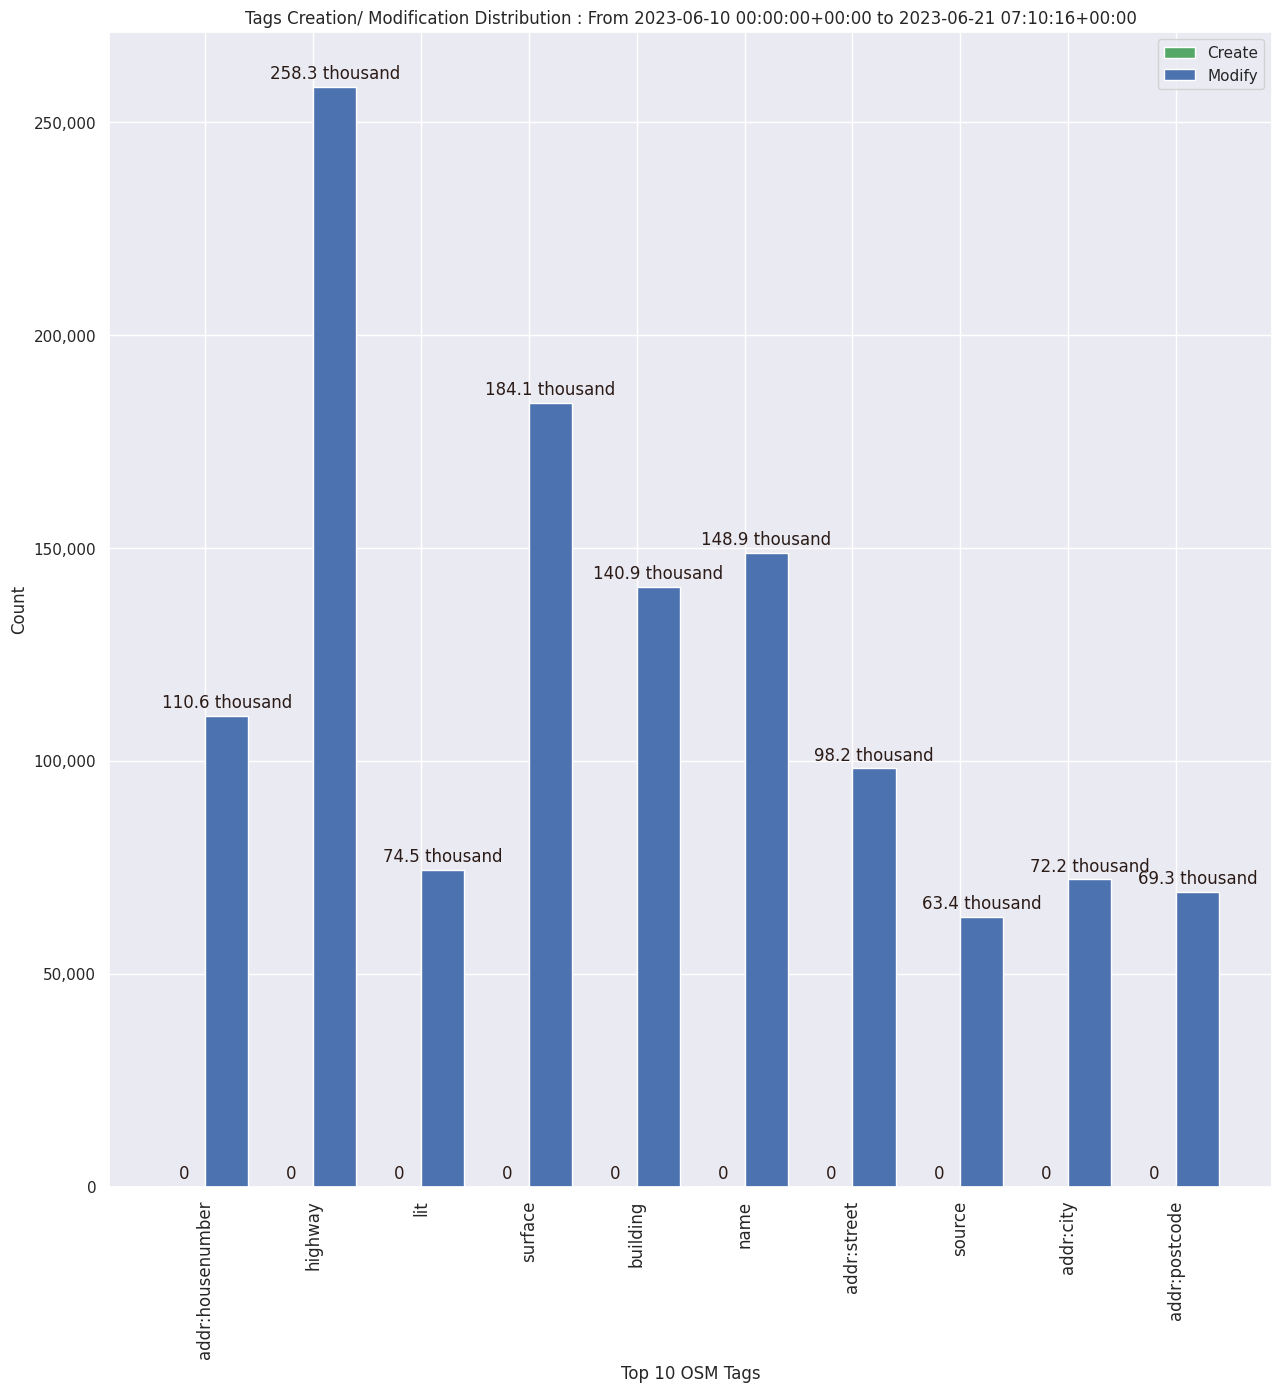 Tags Creation/ Modification Distribution : From 2023-06-10 00:00:00+00:00 to 2023-06-21 07:10:16+00:00
Create
Modify
258.3 thousand
250,000
200,000
184.1 thousand
150,000
148.9 thousand
140.9 thousand
Count
110.6 thousand
100,000
98.2 thousand
74.5 thousand
72.2 thousand
69.3 thousand
63.4 thousand
50,000
0 0 0 0 0 0 0 0 0 0
0
addr:housenumber
highway
lit
surface
building
name
addr:street
source
addr:city
addr:postcode
Top 10 OSM Tags